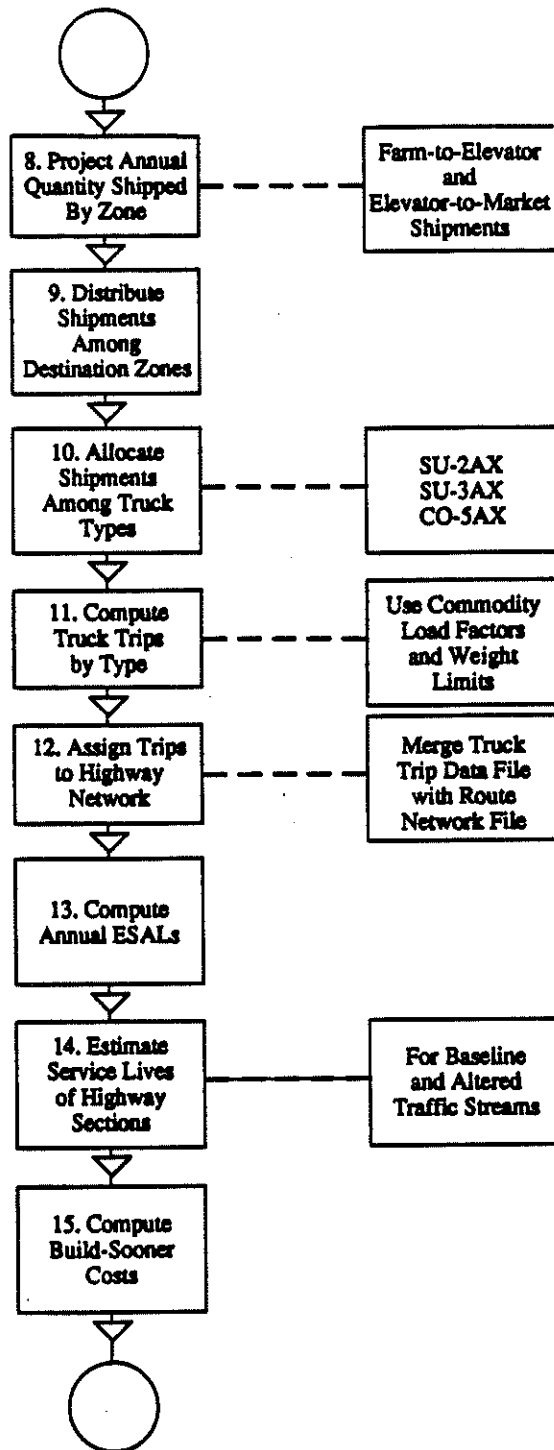 8. Project Annual
Quantity Shipped
By Zone
Farm-to-Elevator
and
Elevator-to-Market
Shipments
9. Distribute
Shipments
Among
Destination Zones
10. Allocate
Shipments
Among Truck
Types
SU-2AX
SU-3AX
CO-5AX
11. Compute
Truck Trips
by Type
Use Commodity
Load Factors
and Weight
Limits
12. Assign Trips
to Highway
Network
Merge Truck
Trip Data File
with Route
Network File
13. Compute
Annual ESALs
14. Estimate
Service Lives
of Highway
Sections
For Baseline
and Altered
Traffic Streams
15. Compute
Build-Sooner
Costs